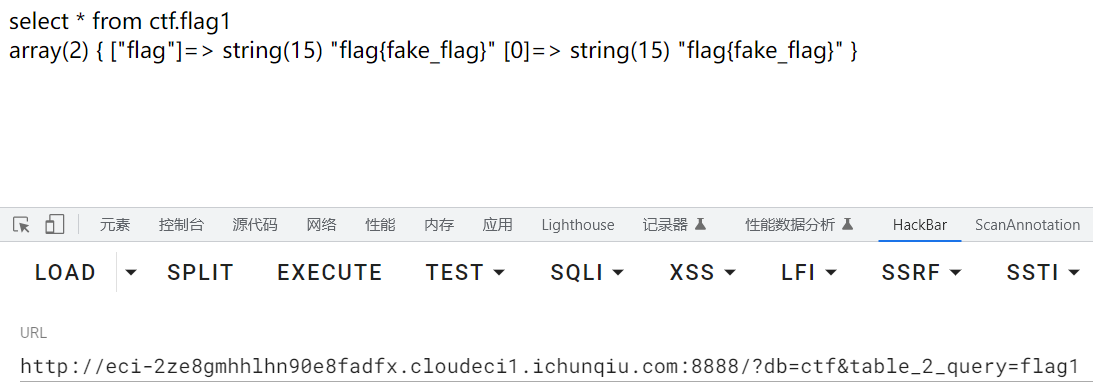 select * from ctf.flag1
array(2) { ["flag"]=> string(15) "flag{fake_flag}" [0]=> string(15) "flag{fake_flag}" }
元素 控制台 源代码 网络 性能 内存 应用 Lighthouse 记录器 性能数据分析 HackBar ScanAnnotation
LOAD SPLIT EXECUTE TEST SQLI XSS LFI SSRF SSTI
URL
http://eci-2ze8gmhhlhn90e8fadfx.cloudeci1.ichunqiu.com:8888/?db=ctf&table_2_query=flag1